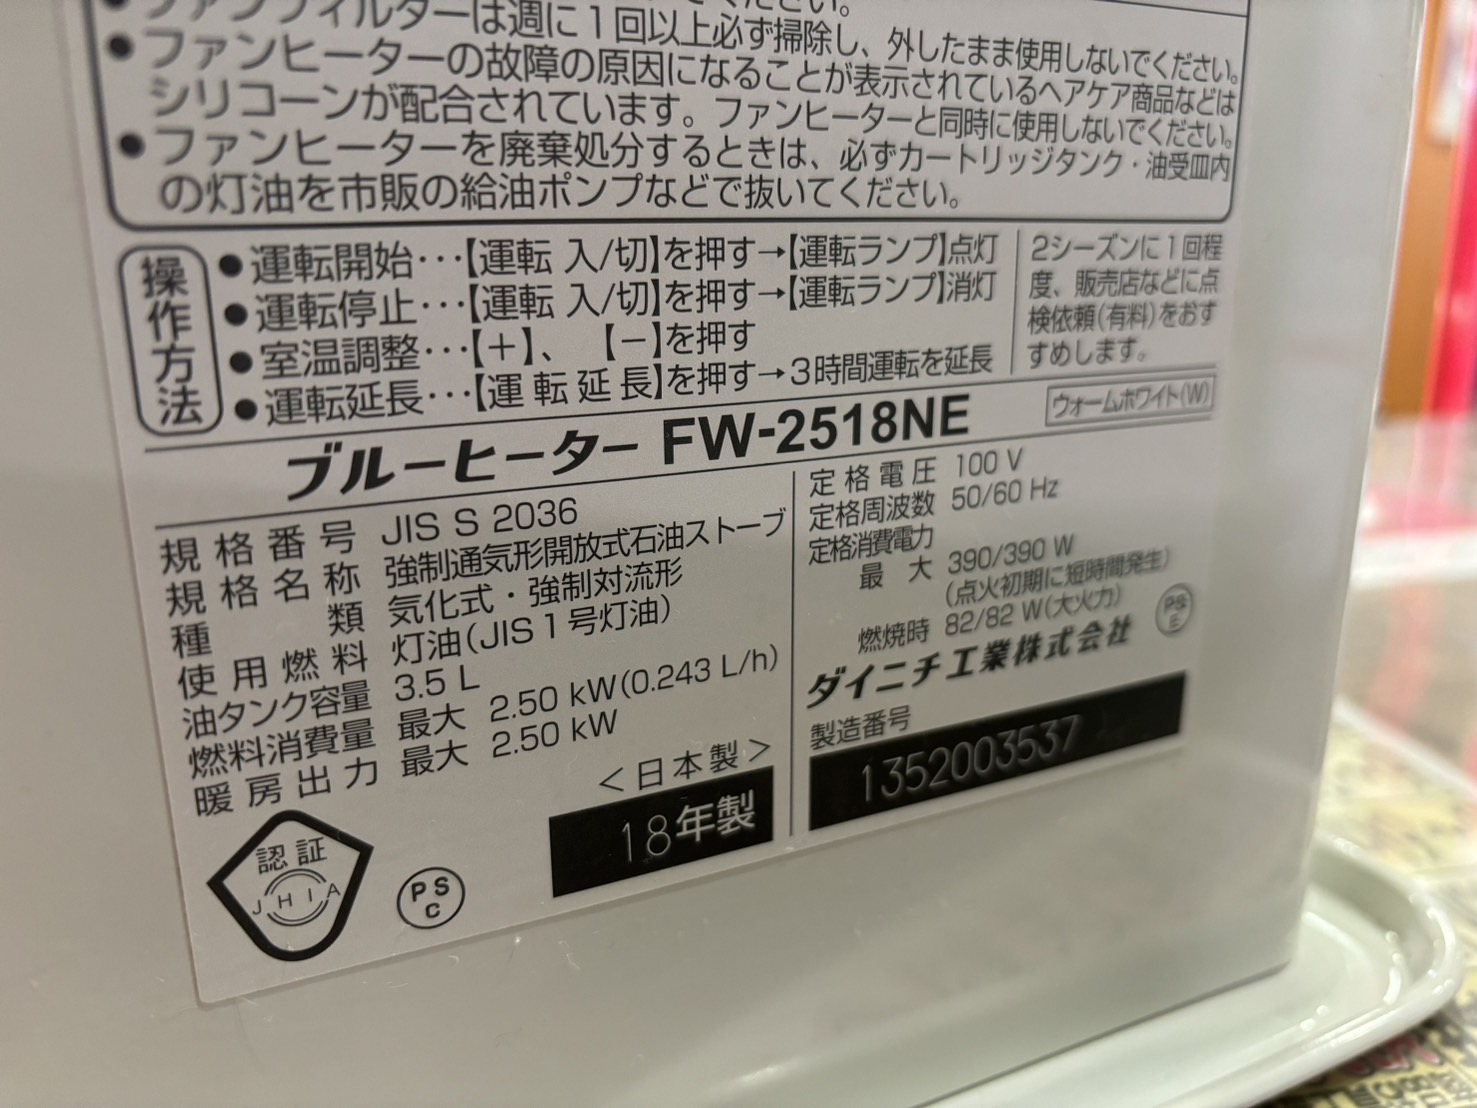 ファンフィルターは週に1回以上必ず掃除し、外したまま使用しないでください。
●ファンヒーターの故障の原因になることが表示されているヘアケア商品などは
シリコーンが配合されています。ファンヒーターと同時に使用しないでください。
●ファンヒーターを廃棄処分するときは、必ずカートリッジタンク・油受皿内
の灯油を市販の給油ポンプなどで抜いてください。
操作方法
●運転開始…【運転 入/切】を押す→【運転ランプ】点灯
●運転停止…【運転 入/切】を押す→【運転ランプ】消灯
●室温調整…【+】、【-】を押す
●運転延長…【運転延長】を押す→3時間運転を延長
2シーズンに1回程
度、販売店などに点
検依頼(有料)をおす
すめします。
ブルーヒーター FW-2518NE
ウォームホワイト(W)
規格番号 JIS S 2036
規格名称 強制通気形開放式石油ストーブ
種類 気化式・強制対流形
使用燃料 灯油(JIS1号灯油)
油タンク容量 3.5 L
燃料消費量 最大 2.50 kW(0.243 L/h)
暖房出力 最大 2.50 kW
<日本製>
18年製
認証
JHIA
PS
C
定格電圧 100 V
定格周波数 50/60 Hz
定格消費電力
最大 390/390 W
(点火初期に短時間発生)
燃焼時 82/82 W(大火力)
PS
E
ダイニチ工業株式会社
製造番号
1352003537